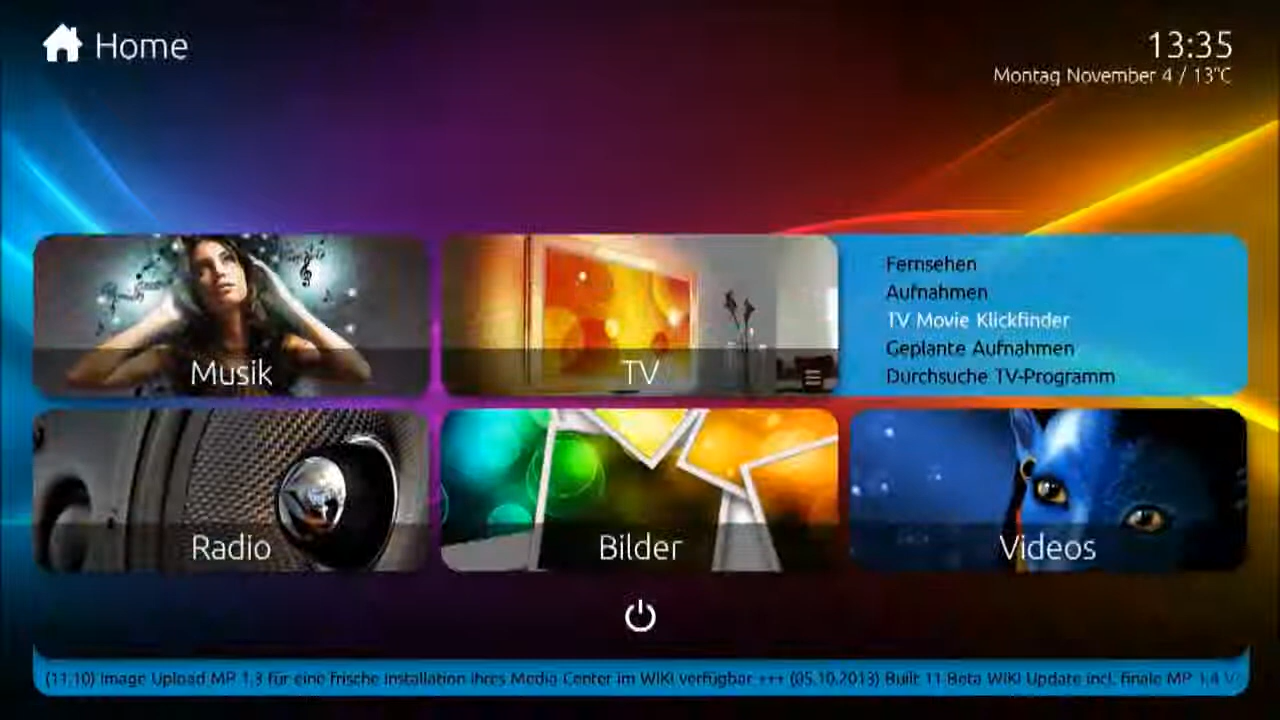 Home
13:35
Montag November 4 / 13°C
Musik
TV
Fernsehen
Aufnahmen
TV Movie Klickfinder
Geplante Aufnahmen
Durchsuche TV-Programm
Radio
Bilder
Videos
(11.10) Image Upload MP 1.3 für eine frische Installation ihres Media Center im WIKI verfügbar +++ (05.10.2013) Built 11 Beta WIKI Update incl. finale MP 1.4 V